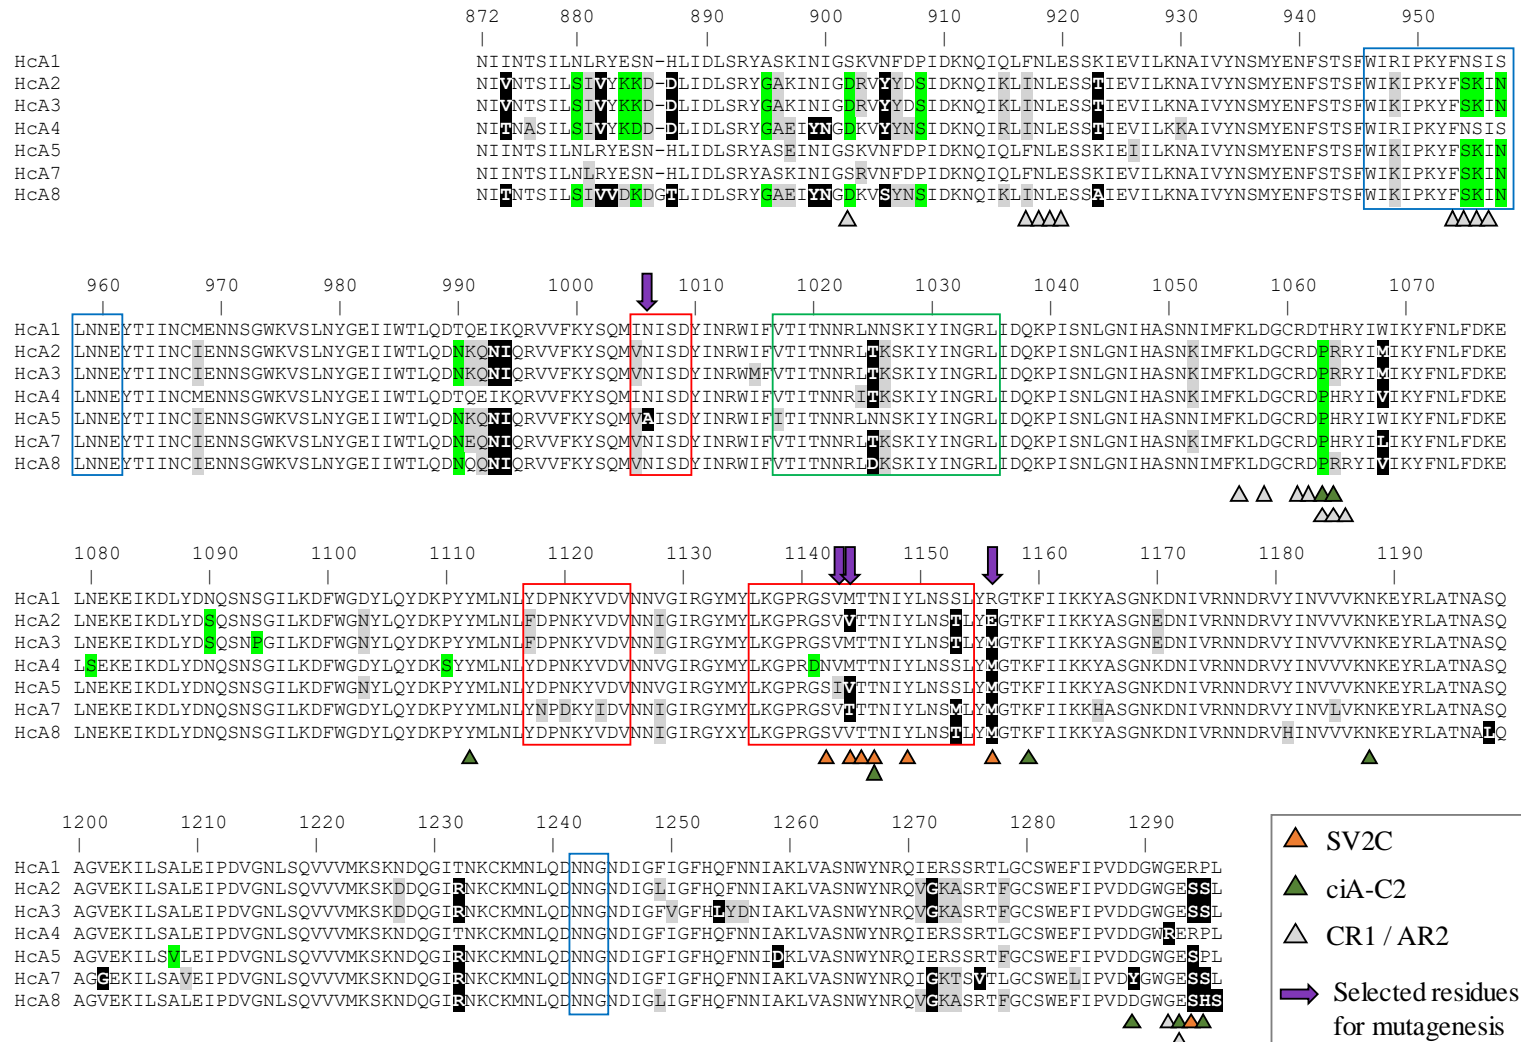 872 880 890 900 910 920 930 940 950
HcA1 NIINTSILNLRYESN-HLIDLSRYASKINIGSKVNFDPIDKNQIQLFNLESSKIEVILKNAIVYNSMYENFSTSFWIRIPKYFNSIS
HcA2 NIVNTSILSIVYKKD-DLIDLSRYGAKINIGDRVYYDSIDKNQIKLINLESSTIEVILKNAIVYNSMYENFSTSFWIKIPKYFSKIN
HcA3 NIVNTSILSIVYKKD-DLIDLSRYGAKINIGDRVYYDSIDKNQIKLINLESSTIEVILKNAIVYNSMYENFSTSFWIKIPKYFSKIN
HcA4 NITNASILSIVYKDD-DLIDLSRYGAEIYNGDKVYYNSIDKNQIRLINLESSTIEVILKKAIVYNSMYENFSTSFWIRIPKYFNSIS
HcA5 NIINTSILNLRYESN-HLIDLSRYASEINIGSKVNFDPIDKNQIQLFNLESSKIEIILKNAIVYNSMYENFSTSFWIKIPKYFSKIN
HcA7 NIINTSILNLRYESN-HLIDLSRYASKINIGSRVNFDPIDKNQIQLFNLESSKIEVILKNAIVYNSMYENFSTSFWIKIPKYFSKIN
HcA8 NITNTSILSIVVDKDGTLIDLSRYGAEIYNGDKVSYNSIDKNQIKLINLESSAIEVILKNAIVYNSMYENFSTSFWIKIPKYFSKIN
960 970 980 990 1000 1010 1020 1030 1040 1050 1060 1070
HcA1 LNNEYTIINCMENNSGWKVSLNYGEIIWTLQDTQEIKQRVVFKYSQMINISDYINRWIFVTITNNRLNNSKIYINGRLIDQKPISNLGNIHASNNIMFKLDGCRDTHRYIWIKYFNLFDKE
HcA2 LNNEYTIINCIENNSGWKVSLNYGEIIWTLQDNKQNIQRVVFKYSQMVNISDYINRWIFVTITNNRLTKSKIYINGRLIDQKPISNLGNIHASNKIMFKLDGCRDPRRYIMIKYFNLFDKE
HcA3 LNNEYTIINCIENNSGWKVSLNYGEIIWTLQDNKQNIQRVVFKYSQMVNISDYINRWMFVTITNNRLTKSKIYINGRLIDQKPISNLGNIHASNKIMFKLDGCRDPRRYIMIKYFNLFDKE
HcA4 LNNEYTIINCMENNSGWKVSLNYGEIIWTLQDTQEIKQRVVFKYSQMINISDYINRWIFVTITNNRITKSKIYINGRLIDQKPISNLGNIHASNKIMFKLDGCRDPHRYIVIKYFNLFDKE
HcA5 LNNEYTIINCIENNSGWKVSLNYGEIIWTLQDNKQNIQRVVFKYSQMVAISDYINRWIFVTITNNRLNNSKIYINGRLIDQKPISNLGNIHASNNIMFKLDGCRDPHRYIWIKYFNLFDKE
HcA7 LNNEYTIINCIENNSGWKVSLNYGEIIWTLQDNEQNIQRVVFKYSQMVNISDYINRWIFVTITNNRLTKSKIYINGRLIDQKPISNLGNIHASNKIMFKLDGCRDPHRYILIKYFNLFDKE
HcA8 LNNEYTIINCIENNSGWKVSLNYGEIIWTLQDNQQNIQRVVFKYSQMVNISDYINRWIFVTITNNRLDKSKIYINGRLIDQKPISNLGNIHASNNIMFKLDGCRDPRRYIVIKYFNLFDKE
1080 1090 1100 1110 1120 1130 1140 1150 1160 1170 1180 1190
HcA1 LNEKEIKDLYDNQSNSGILKDFWGDYLQYDKPYYMLNLYDPNKYVDVNNVGIRGYMYLKGPRGSVMTTNIYLNSSLYRGTKFIIKKYASGNKDNIVRNNDRVYINVVVKNKEYRLATNASQ
HcA2 LNEKEIKDLYDSQSNSGILKDFWGNYLQYDKPYYMLNLFDPNKYVDVNNIGIRGYMYLKGPRGSVVTTNIYLNSTLYEGTKFIIKKYASGNEDNIVRNNDRVYINVVVKNKEYRLATNASQ
HcA3 LNEKEIKDLYDSQSNPGILKDFWGNYLQYDKPYYMLNLFDPNKYVDVNNIGIRGYMYLKGPRGSVMTTNIYLNSTLYMGTKFIIKKYASGNEDNIVRNNDRVYINVVVKNKEYRLATNASQ
HcA4 LSEKEIKDLYDNQSNSGILKDFWGDYLQYDKSYYMLNLYDPNKYVDVNNVGIRGYMYLKGPRDNVMTTNIYLNSSLYMGTKFIIKKYASGNKDNIVRNNDRVYINVVVKNKEYRLATNASQ
HcA5 LNEKEIKDLYDNQSNSGILKDFWGNYLQYDKPYYMLNLYDPNKYVDVNNVGIRGYMYLKGPRGSIVTTNIYLNSSLYMGTKFIIKKYASGNKDNIVRNNDRVYINVVVKNKEYRLATNASQ
HcA7 LNEKEIKDLYDNQSNSGILKDFWGDYLQYDKPYYMLNLYNPDKYIDVNNIGIRGYMYLKGPRGSVTTTNIYLNSMLYMGTKFIIKKHASGNKDNIVRNNDRVYINVLVKNKEYRLATNASQ
HcA8 LNEKEIKDLYDNQSNSGILKDFWGDYLQYDKPYYMLNLYDPNKYVDVNNIGIRGYXYLKGPRGSVVTTNIYLNSTLYMGTKFIIKKYASGNKDNIVRNNDRVHINVVVKNKEYRLATNALQ
1200 1210 1220 1230 1240 1250 1260 1270 1280 1290
HcA1 AGVEKILSALEIPDVGNLSQVVVMKSKNDQGITNKCKMNLQDNNGNDIGFIGFHQFNNIAKLVASNWYNRQIERSSRTLGCSWEFIPVDDGWGERPL
HcA2 AGVEKILSALEIPDVGNLSQVVVMKSKDDQGIRNKCKMNLQDNNGNDIGLIGFHQFNNIAKLVASNWYNRQVGKASRTFGCSWEFIPVDDGWGESSL
HcA3 AGVEKILSALEIPDVGNLSQVVVMKSKDDQGIRNKCKMNLQDNNGNDIGFVGFHLYDNIAKLVASNWYNRQVGKASRTFGCSWEFIPVDDGWGESSL
HcA4 AGVEKILSALEIPDVGNLSQVVVMKSKNDQGITNKCKMNLQDNNGNDIGFIGFHQFNNIAKLVASNWYNRQIERSSRTLGCSWEFIPVDDGWRERPL
HcA5 AGVEKILSVLEIPDVGNLSQVVVMKSKNDQGIRNKCKMNLQDNNGNDIGFIGFHQFNNIDKLVASNWYNRQIERSSRTFGCSWEFIPVDDGWGESPL
HcA7 AGGEKILSAVEIPDVGNLSQVVVMKSKNDQGIRNKCKMNLQDNNGNDIGFIGFHQFNNIAKLVASNWYNRQIGKTSVTLGCSWELIPVDYGWGESSL
HcA8 AGVEKILSALEIPDVGNLSQVVVMKSKNDQGIRNKCKMNLQDNNGNDIGLIGFHQFNNIAKLVASNWYNRQVGKASRTFGCSWEFIPVDDGWGESHS
SV2C
ciA-C2
CR1 / AR2
Selected residues
for mutagenesis